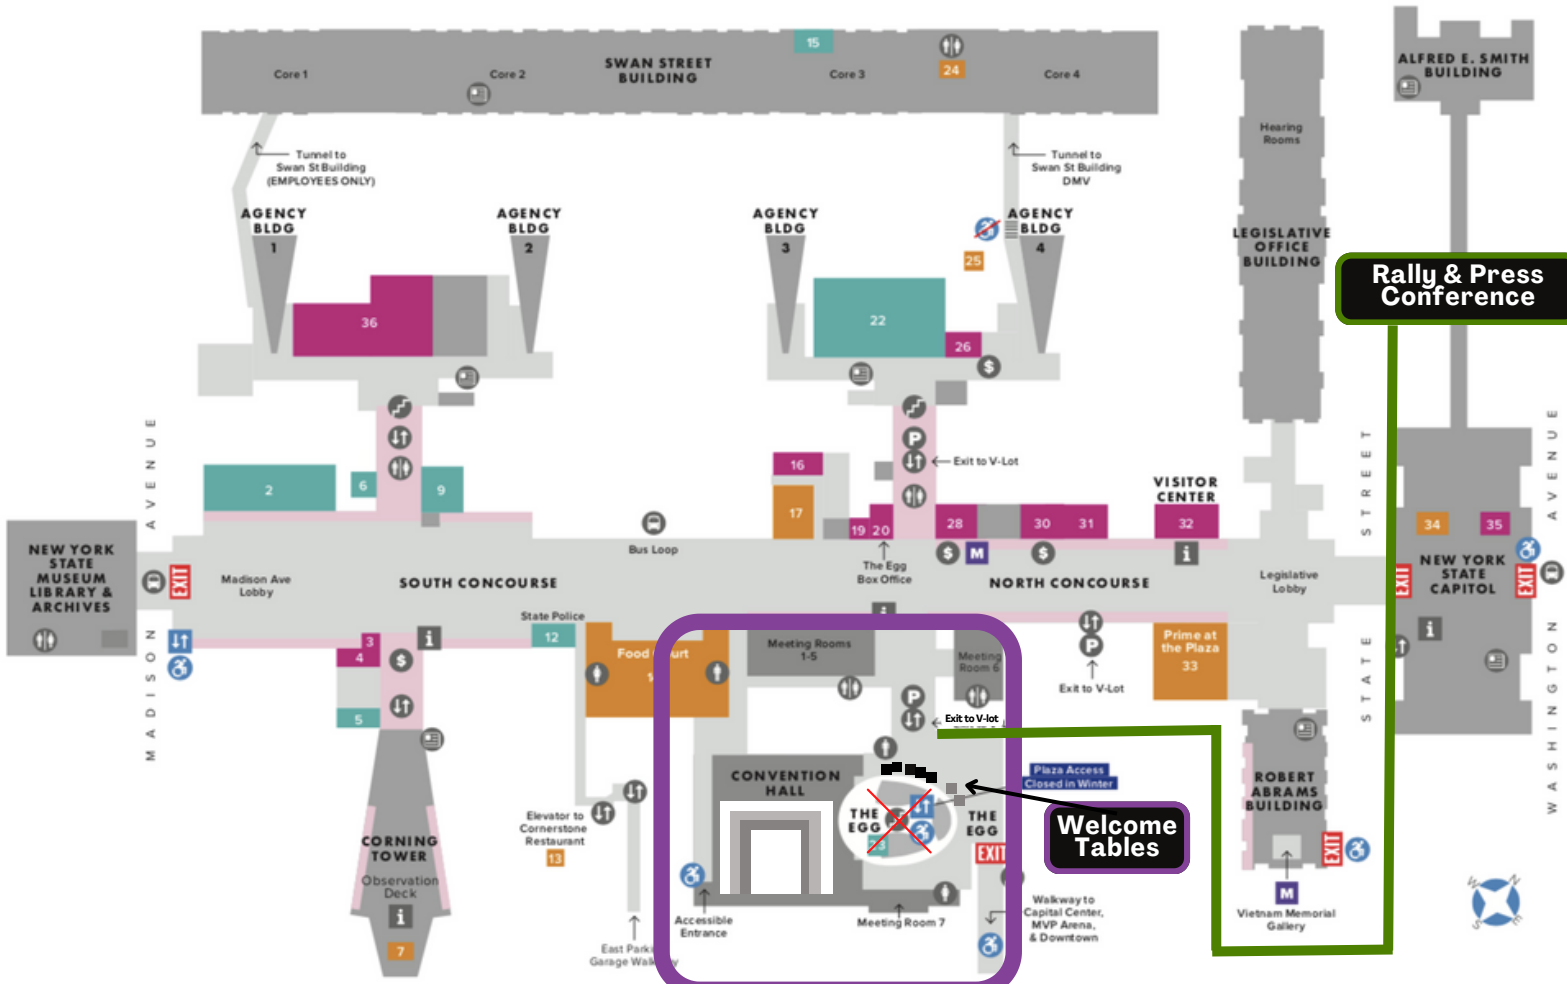 15
24
Core 1
Core 2
SWAN STREET
BUILDING
Core 3
Core 4
ALFRED E. SMITH
BUILDING
Hearing
Rooms
Tunnel to
Swan St Building
(EMPLOYEES ONLY)
Tunnel to
Swan St Building
DMV
AGENCY
BLDG
1
AGENCY
BLDG
2
AGENCY
BLDG
3
AGENCY
BLDG
4
25
LEGISLATIVE
OFFICE
BUILDING
Rally & Press
Conference
36
22
26
$
P
Exit to V-Lot
2
6
9
16
17
19
20
28
30
31
VISITOR
CENTER
32
34
35
MADISON AVENUE
STATE STREET
WASHINGTON AVENUE
NEW YORK
STATE
MUSEUM
LIBRARY &
ARCHIVES
EXIT
Madison Ave
Lobby
SOUTH CONCOURSE
Bus Loop
The Egg
Box Office
$
M
$
i
NORTH CONCOURSE
Legislative
Lobby
EXIT
NEW YORK
STATE
CAPITOL
EXIT
i
3
4
i
$
5
State Police
12
Food
i
Meeting Rooms
1-5
Meeting
Room 6
P
Exit to V-Lot
Prime at
the Plaza
33
P
Exit to V-lot
CONVENTION
HALL
THE
EGG
23
THE
EGG
EXIT
Plaza Access
Closed in Winter
Welcome
Tables
ROBERT
ABRAMS
BUILDING
EXIT
M
Vietnam Memorial
Gallery
Elevator to
Cornerstone
Restaurant
13
CORNING
TOWER
Observation
Deck
i
7
Accessible
Entrance
Meeting Room 7
Walkway to
Capital Center,
MVP Arena,
& Downtown
East
Garage
N
E
S
W